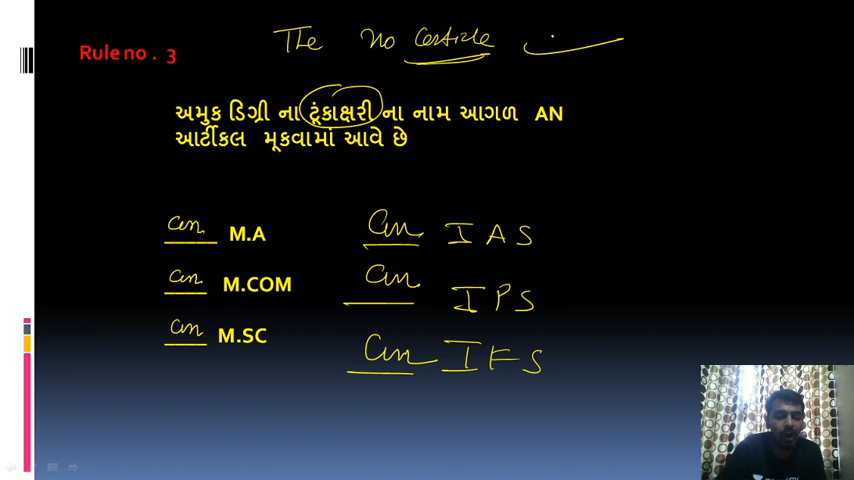 The no article
Rule no . 3
અમુક ડિગ્રી ના ટૂંકાક્ષરી ના નામ આગળ AN
આર્ટીકલ મૂકવામાં આવે છે
an M.A
an IAS
an M.COM
an IPS
an M.SC
an IFS